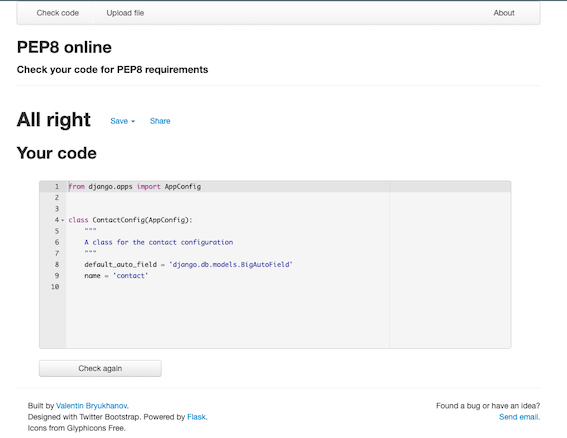 Check code Upload file About
PEP8 online
Check your code for PEP8 requirements
All right Save Share
Your code
1 from django.apps import AppConfig
2
3
4 class ContactConfig(AppConfig):
5     """
6     A class for the contact configuration
7     """
8     default_auto_field = 'django.db.models.BigAutoField'
9     name = 'contact'
10
Check again
Built by Valentin Bryukhanov. Found a bug or have an idea?
Designed with Twitter Bootstrap. Powered by Flask. Send email.
Icons from Glyphicons Free.